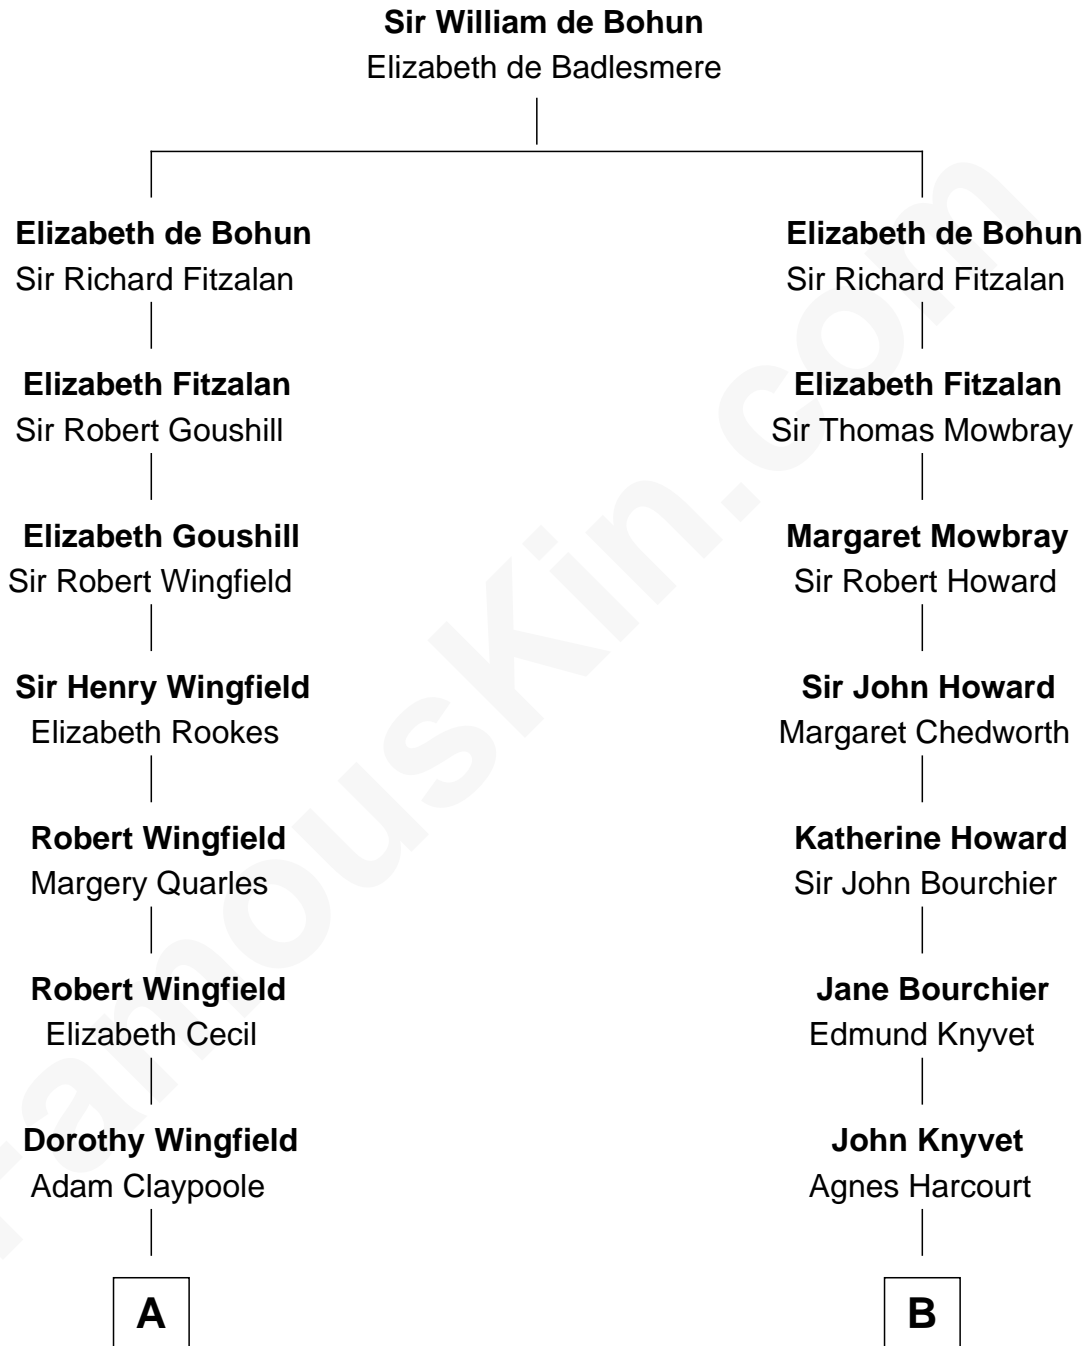 Sir William de Bohun
Elizabeth de Badlesmere
Elizabeth de Bohun
Sir Richard Fitzalan
Elizabeth de Bohun
Sir Richard Fitzalan
Elizabeth Fitzalan
Sir Robert Goushill
Elizabeth Fitzalan
Sir Thomas Mowbray
Elizabeth Goushill
Sir Robert Wingfield
Margaret Mowbray
Sir Robert Howard
Sir Henry Wingfield
Elizabeth Rookes
Sir John Howard
Margaret Chedworth
Robert Wingfield
Margery Quarles
Katherine Howard
Sir John Bourchier
Robert Wingfield
Elizabeth Cecil
Jane Bourchier
Edmund Knyvet
Dorothy Wingfield
Adam Claypoole
John Knyvet
Agnes Harcourt
A
B
FamousKin.com